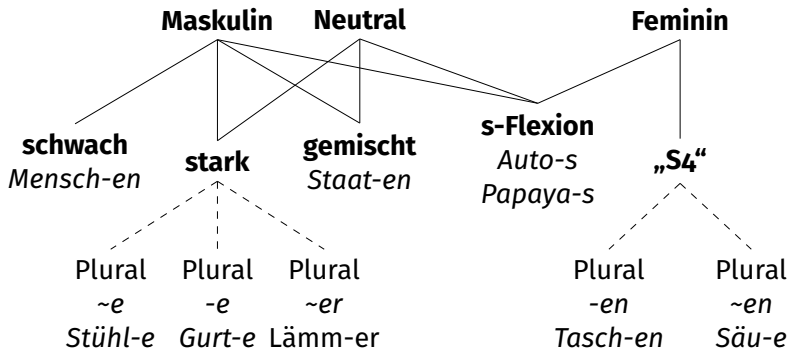 Maskulin Neutral Feminin
schwach stark gemischt s-Flexion „S4“
Mensch-en Staat-en Auto-s
Papaya-s
Plural Plural Plural Plural Plural
~e -e ~er -en ~en
Stühl-e Gurt-e Lämm-er Tasch-en Säu-e